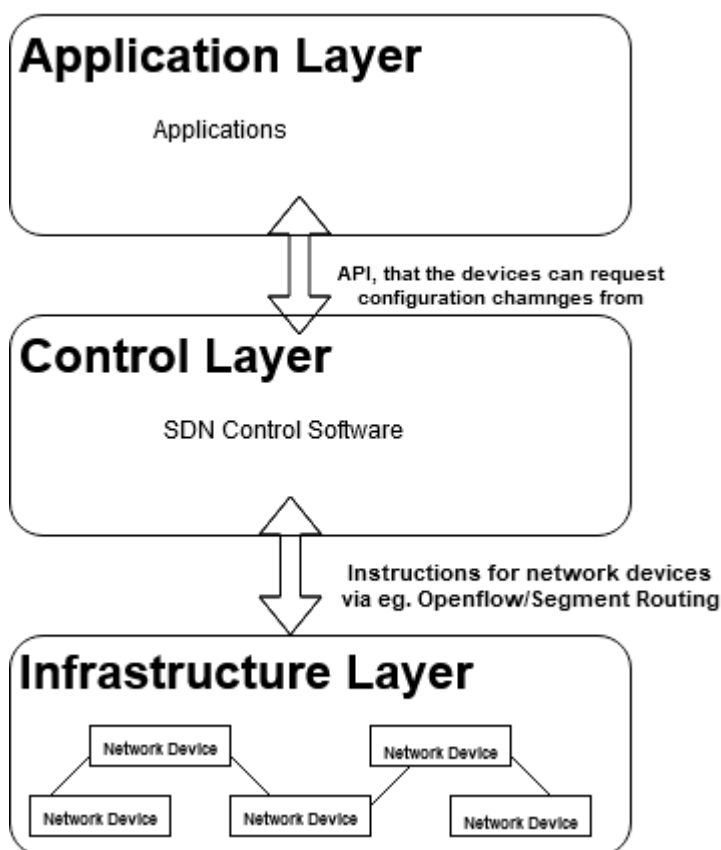 Application Layer
Applications
API, that the devices can request
configuration chamnges from
Control Layer
SDN Control Software
Instructions for network devices
via eg. Openflow/Segment Routing
Infrastructure Layer
Network Device
Network Device
Network Device
Network Device
Network Device